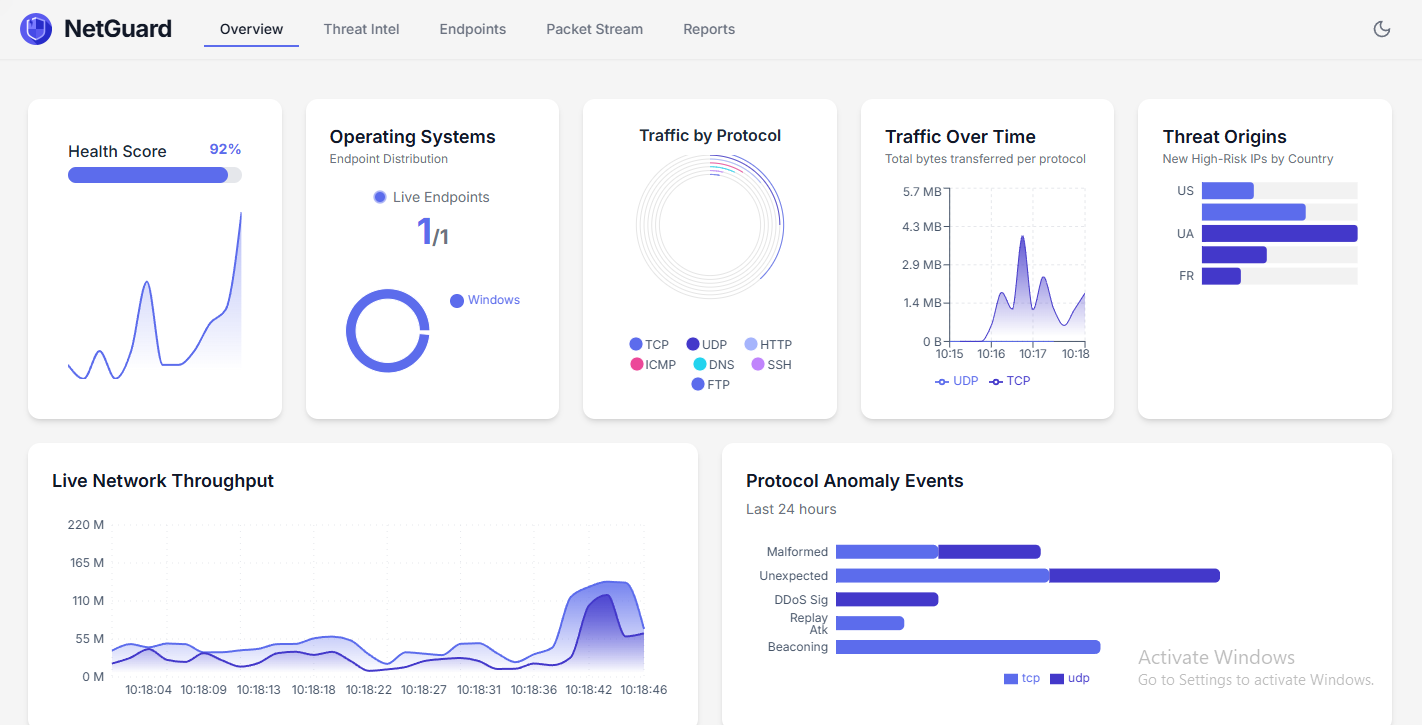 NetGuard
Overview
Threat Intel
Endpoints
Packet Stream
Reports
Health Score
92%
Operating Systems
Endpoint Distribution
Live Endpoints
1/1
Windows
Traffic by Protocol
TCP UDP HTTP
ICMP DNS SSH
FTP
Traffic Over Time
Total bytes transferred per protocol
5.7 MB
4.3 MB
2.9 MB
1.4 MB
0 B
10:15 10:16 10:17 10:18
UDP TCP
Threat Origins
New High-Risk IPs by Country
US
UA
FR
Live Network Throughput
220 M
165 M
110 M
55 M
0 M
10:18:04 10:18:09 10:18:13 10:18:18 10:18:22 10:18:27 10:18:31 10:18:36 10:18:42 10:18:46
Protocol Anomaly Events
Last 24 hours
Malformed
Unexpected
DDoS Sig
Replay
Atk
Beaconing
tcp udp
Activate Windows
Go to Settings to activate Windows.